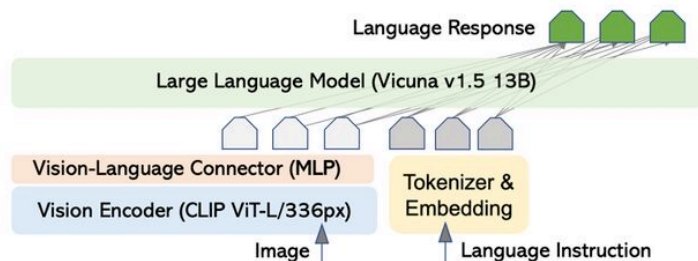 Language Response
Large Language Model (Vicuna v1.5 13B)
Vision-Language Connector (MLP)
Vision Encoder (CLIP ViT-L/336px)
Tokenizer &
Embedding
Image
Language Instruction